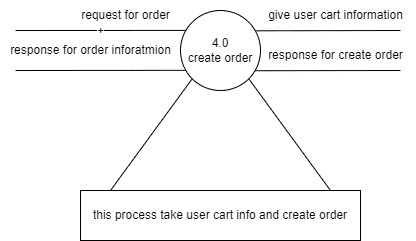 request for order
give user cart information
response for order inforatmion
4.0
create order
response for create order
this process take user cart info and create order